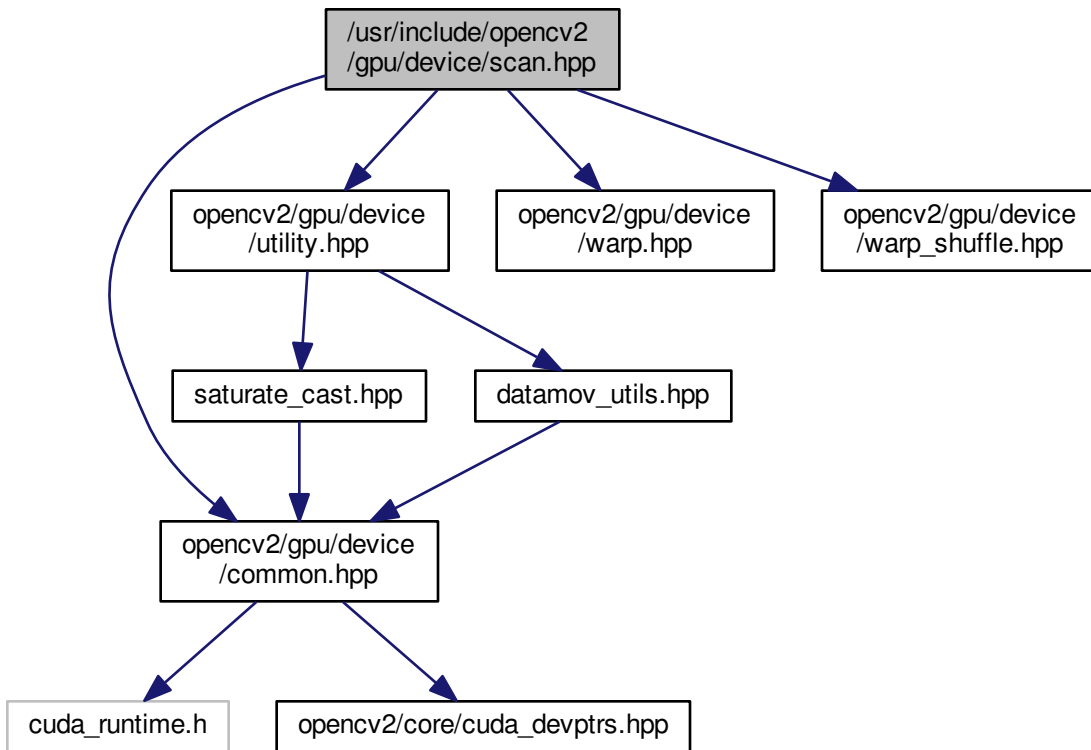 /usr/include/opencv2
/gpu/device/scan.hpp
opencv2/gpu/device
/utility.hpp
opencv2/gpu/device
/warp.hpp
opencv2/gpu/device
/warp_shuffle.hpp
saturate_cast.hpp
datamov_utils.hpp
opencv2/gpu/device
/common.hpp
cuda_runtime.h
opencv2/core/cuda_devptrs.hpp